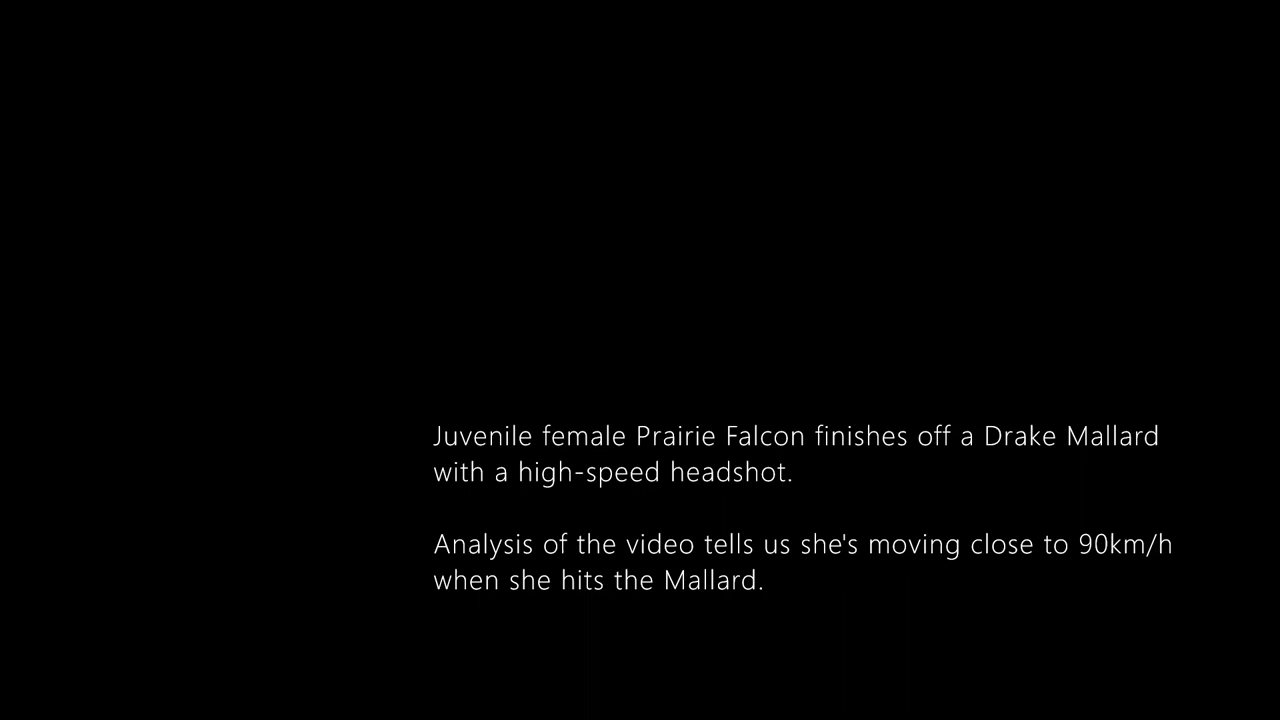 Juvenile female Prairie Falcon finishes off a Drake Mallard
with a high-speed headshot.
Analysis of the video tells us she's moving close to 90km/h
when she hits the Mallard.